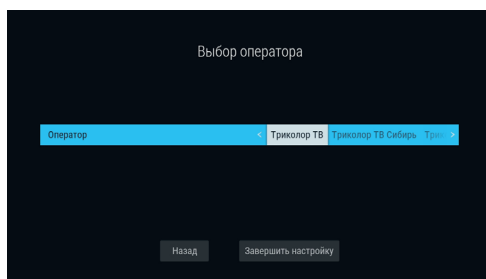 Выбор оператора
Оператор < Триколор ТВ Триколор ТВ Сибирь >
Назад Завершить настройку